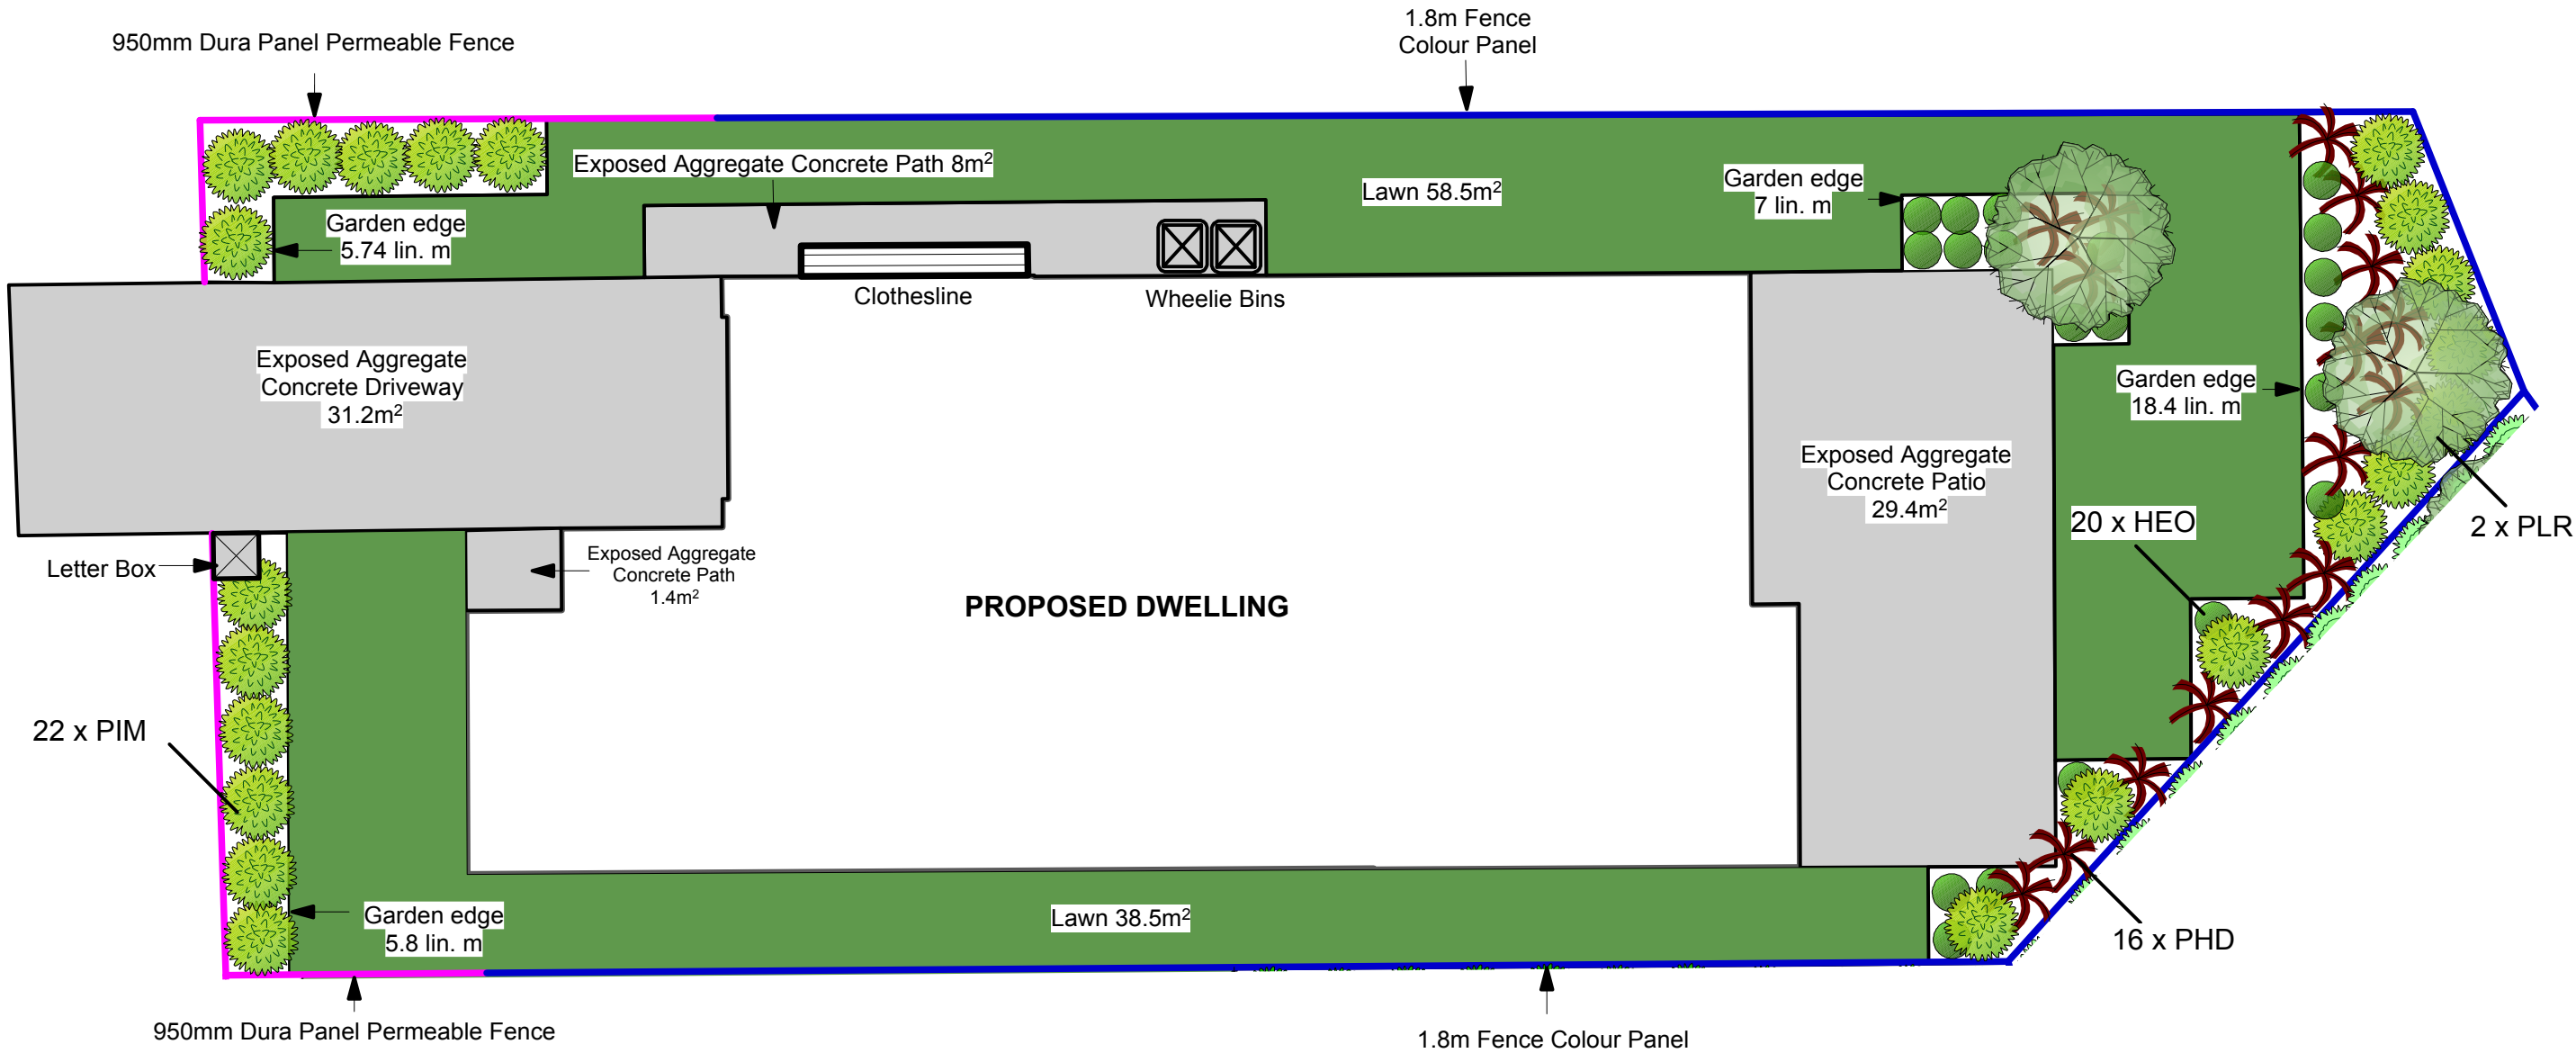 1.8m Fence
Colour Panel
950mm Dura Panel Permeable Fence
Exposed Aggregate Concrete Path 8m²
Lawn 58.5m²
Garden edge
7 lin. m
Garden edge
5.74 lin. m
Clothesline
Wheelie Bins
Exposed Aggregate
Concrete Driveway
31.2m²
Garden edge
18.4 lin. m
Exposed Aggregate
Concrete Patio
29.4m²
20 x HEO
2 x PLR
Letter Box
Exposed Aggregate
Concrete Path
1.4m²
PROPOSED DWELLING
22 x PIM
Garden edge
5.8 lin. m
Lawn 38.5m²
16 x PHD
950mm Dura Panel Permeable Fence
1.8m Fence Colour Panel